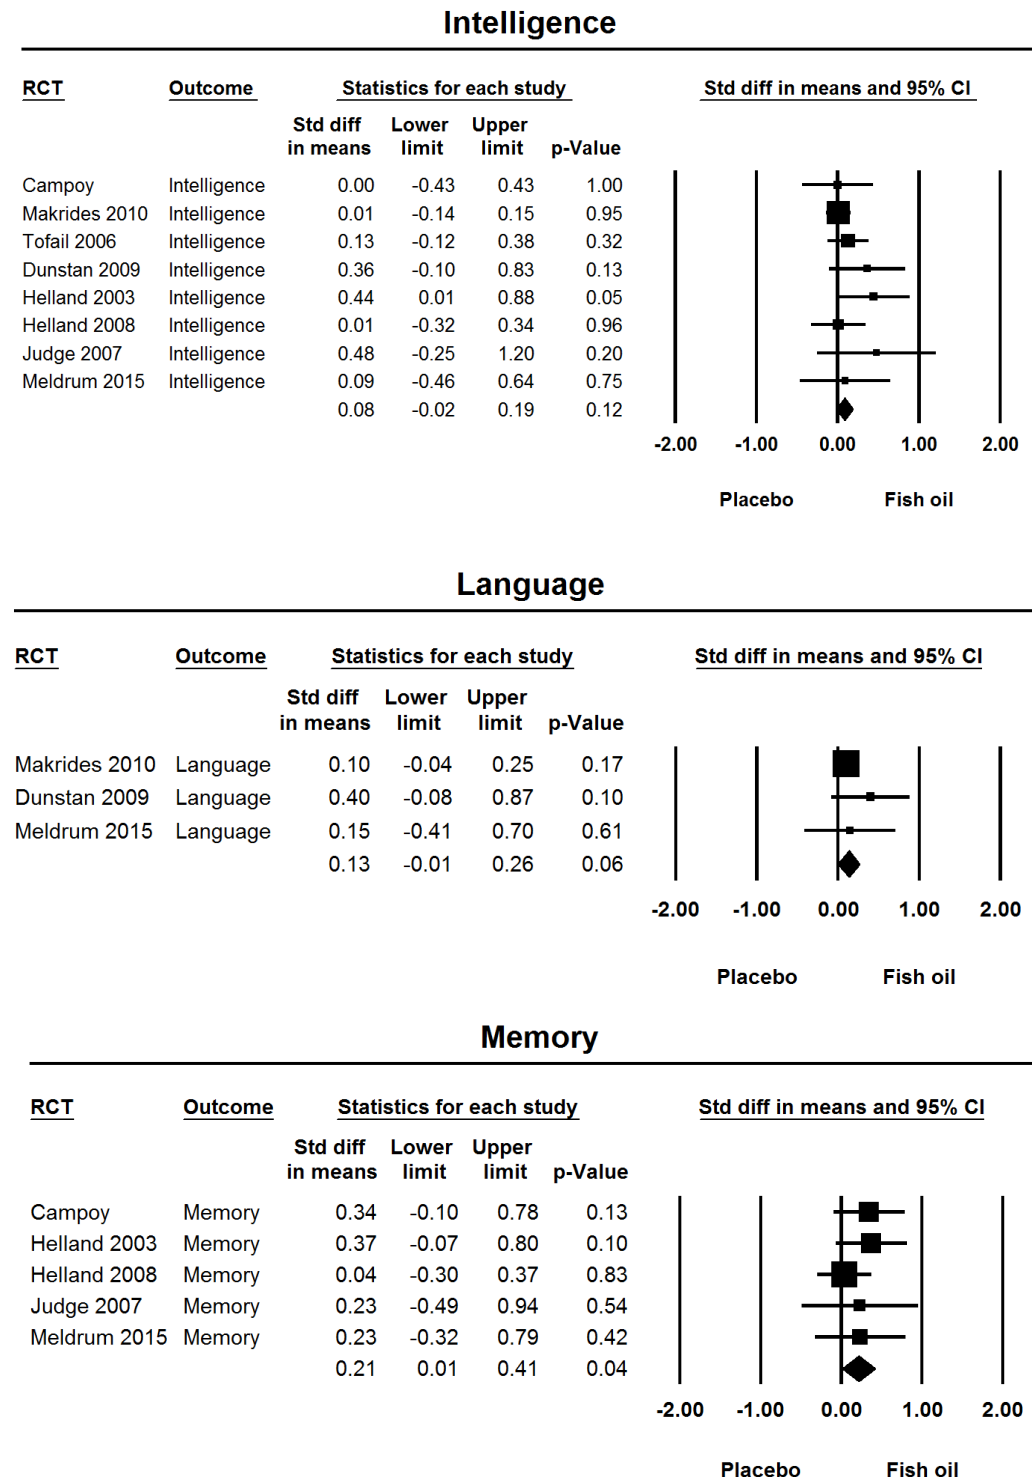 Intelligence
RCT Outcome Statistics for each study Std diff in means and 95% CI
Std diff in means Lower limit Upper limit p-Value
Campoy Intelligence 0.00 -0.43 0.43 1.00
Makrides 2010 Intelligence 0.01 -0.14 0.15 0.95
Tofail 2006 Intelligence 0.13 -0.12 0.38 0.32
Dunstan 2009 Intelligence 0.36 -0.10 0.83 0.13
Helland 2003 Intelligence 0.44 0.01 0.88 0.05
Helland 2008 Intelligence 0.01 -0.32 0.34 0.96
Judge 2007 Intelligence 0.48 -0.25 1.20 0.20
Meldrum 2015 Intelligence 0.09 -0.46 0.64 0.75
0.08 -0.02 0.19 0.12
-2.00 -1.00 0.00 1.00 2.00
Placebo Fish oil
Language
RCT Outcome Statistics for each study Std diff in means and 95% CI
Std diff in means Lower limit Upper limit p-Value
Makrides 2010 Language 0.10 -0.04 0.25 0.17
Dunstan 2009 Language 0.40 -0.08 0.87 0.10
Meldrum 2015 Language 0.15 -0.41 0.70 0.61
0.13 -0.01 0.26 0.06
-2.00 -1.00 0.00 1.00 2.00
Placebo Fish oil
Memory
RCT Outcome Statistics for each study Std diff in means and 95% CI
Std diff in means Lower limit Upper limit p-Value
Campoy Memory 0.34 -0.10 0.78 0.13
Helland 2003 Memory 0.37 -0.07 0.80 0.10
Helland 2008 Memory 0.04 -0.30 0.37 0.83
Judge 2007 Memory 0.23 -0.49 0.94 0.54
Meldrum 2015 Memory 0.23 -0.32 0.79 0.42
0.21 0.01 0.41 0.04
-2.00 -1.00 0.00 1.00 2.00
Placebo Fish oil